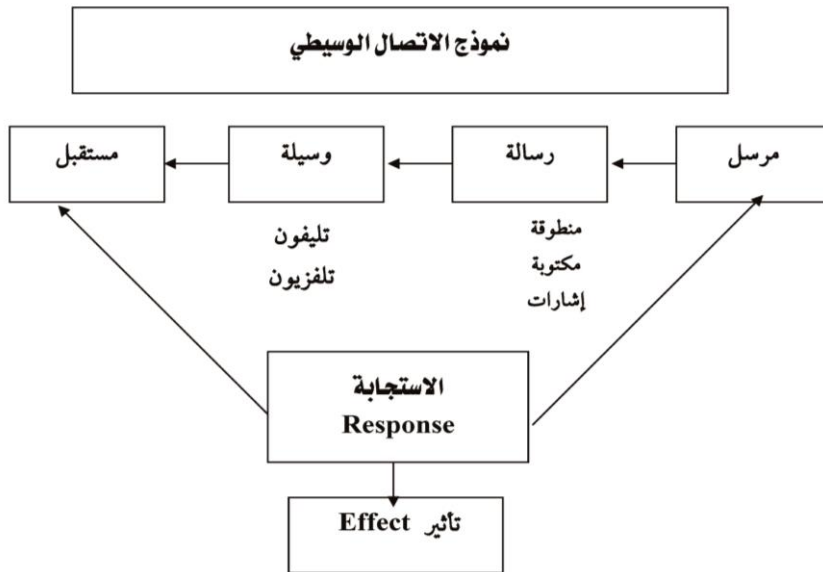 نموذج الاتصال الوسيطي
مرسل
رسالة
وسيلة
مستقبل
منطوقة
مكتوبة
إشارات
تليفون
تلفزيون
الاستجابة
Response
تأثير Effect